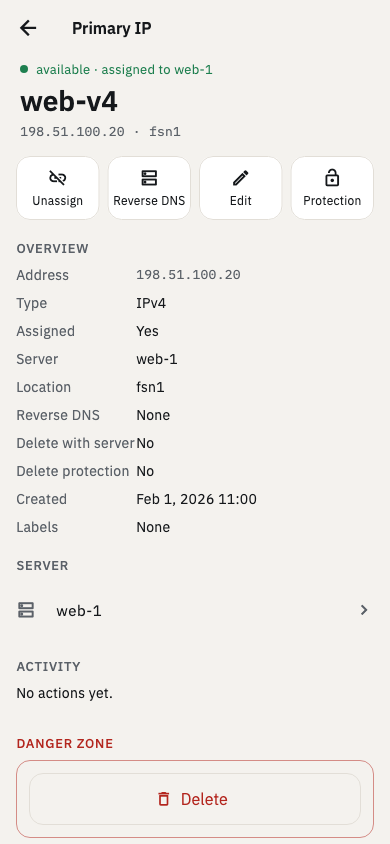 Primary IP
available · assigned to web-1
web-v4
198.51.100.20 · fsn1
Unassign
Reverse DNS
Edit
Protection
OVERVIEW
Address 198.51.100.20
Type IPv4
Assigned Yes
Server web-1
Location fsn1
Reverse DNS None
Delete with server No
Delete protection No
Created Feb 1, 2026 11:00
Labels None
SERVER
web-1
ACTIVITY
No actions yet.
DANGER ZONE
Delete